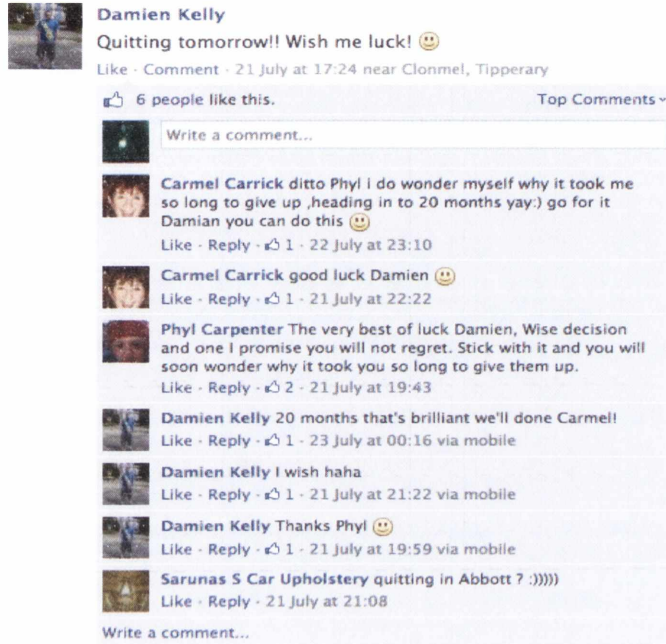 Damien Kelly
Quitting tomorrow!! Wish me luck! 🙂
Like · Comment · 21 July at 17:24 near Clonmel, Tipperary
6 people like this. Top Comments
Write a comment...
Carmel Carrick ditto Phyl i do wonder myself why it took me
so long to give up ,heading in to 20 months yay:) go for it
Damian you can do this 🙂
Like · Reply · 1 · 22 July at 23:10
Carmel Carrick good luck Damien 🙂
Like · Reply · 1 · 21 July at 22:22
Phyl Carpenter The very best of luck Damien, Wise decision
and one I promise you will not regret. Stick with it and you will
soon wonder why it took you so long to give them up.
Like · Reply · 2 · 21 July at 19:43
Damien Kelly 20 months that's brilliant we'll done Carmel!
Like · Reply · 1 · 23 July at 00:16 via mobile
Damien Kelly I wish haha
Like · Reply · 1 · 21 July at 21:22 via mobile
Damien Kelly Thanks Phyl 🙂
Like · Reply · 1 · 21 July at 19:59 via mobile
Sarunas S Car Upholstery quitting in Abbott ? :)))))
Like · Reply · 21 July at 21:08
Write a comment...